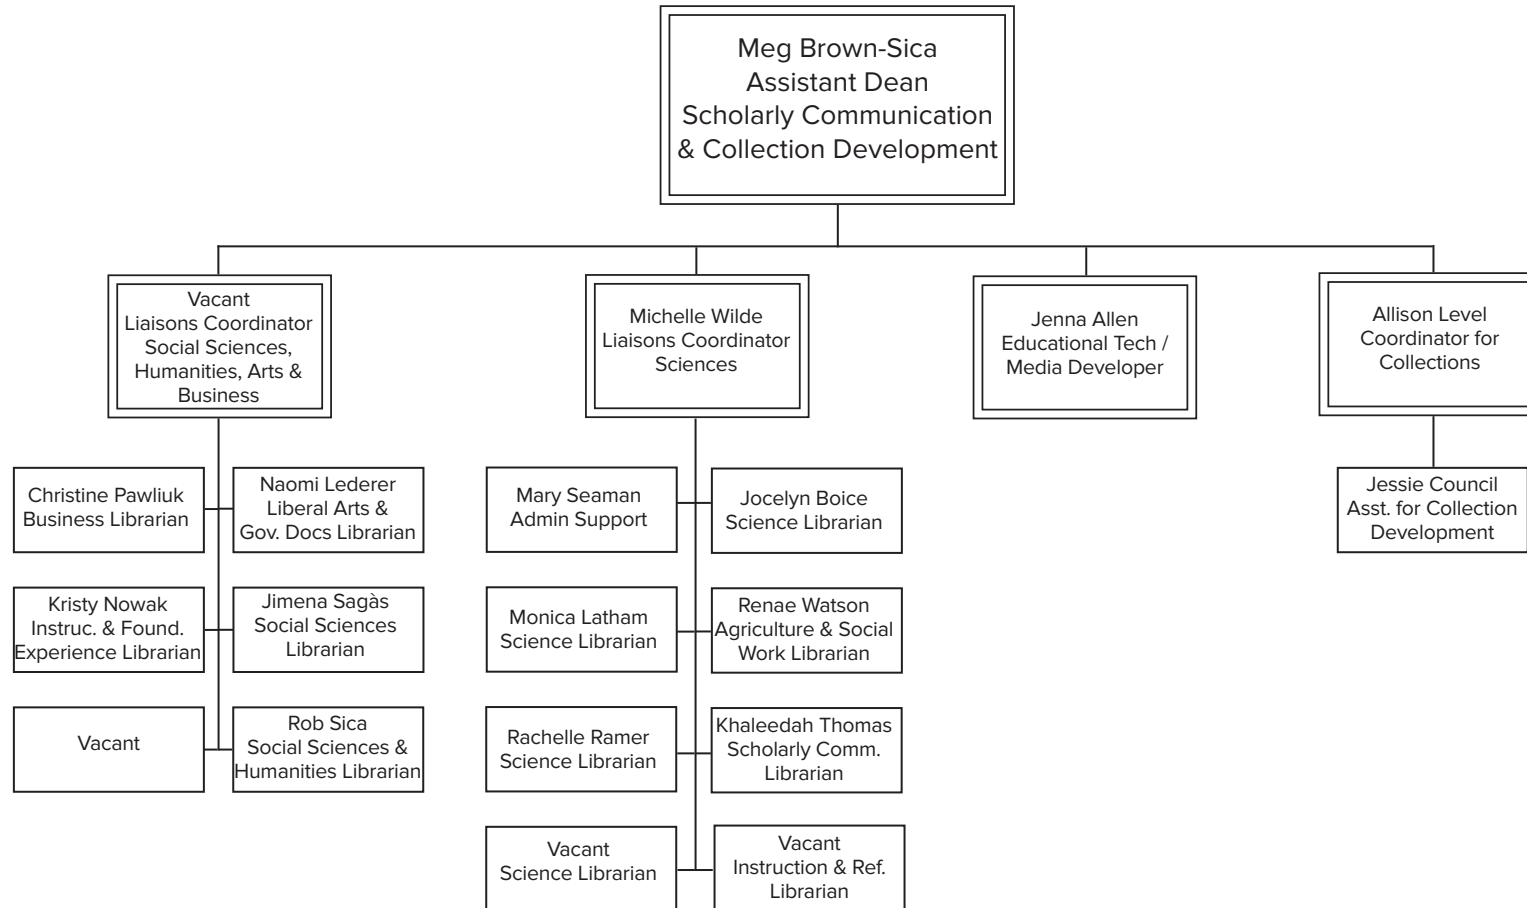 Meg Brown-Sica
Assistant Dean
Scholarly Communication
& Collection Development
Vacant
Liaisons Coordinator
Social Sciences,
Humanities, Arts &
Business
Michelle Wilde
Liaisons Coordinator
Sciences
Jenna Allen
Educational Tech /
Media Developer
Allison Level
Coordinator for
Collections
Christine Pawliuk
Business Librarian
Naomi Lederer
Liberal Arts &
Gov. Docs Librarian
Mary Seaman
Admin Support
Jocelyn Boice
Science Librarian
Jessie Council
Asst. for Collection
Development
Kristy Nowak
Instruc. & Found.
Experience Librarian
Jimena Sagàs
Social Sciences
Librarian
Monica Latham
Science Librarian
Renae Watson
Agriculture & Social
Work Librarian
Vacant
Rob Sica
Social Sciences &
Humanities Librarian
Rachelle Ramer
Science Librarian
Khaleedah Thomas
Scholarly Comm.
Librarian
Vacant
Science Librarian
Vacant
Instruction & Ref.
Librarian